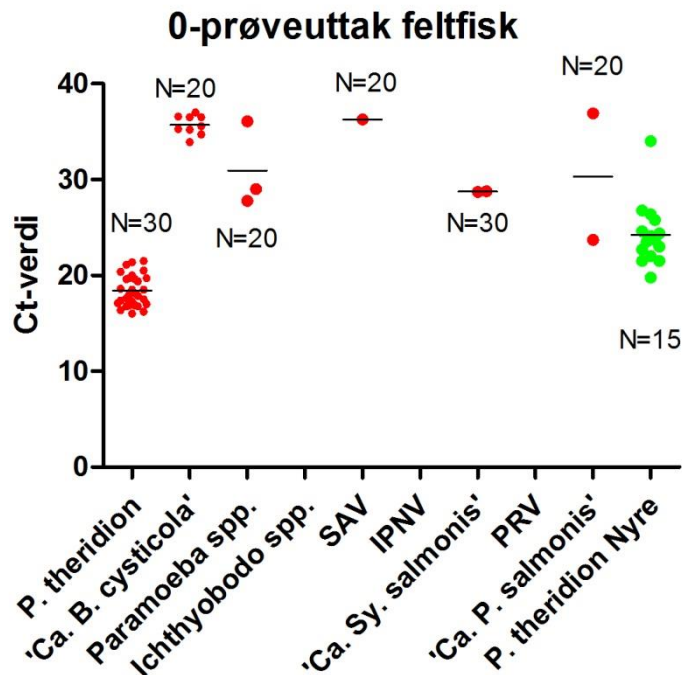 0-prøveuttak feltfisk
Ct-verdi
40
30
20
10
0
N=30
N=20
N=20
N=20
N=30
N=20
N=15
P. theridion
'Ca. B. cysticola'
Paramoeba spp.
Ichthyobodo spp.
SAV
IPNV
'Ca. Sy. salmonis'
PRV
'Ca. P. salmonis'
P. theridion Nyre